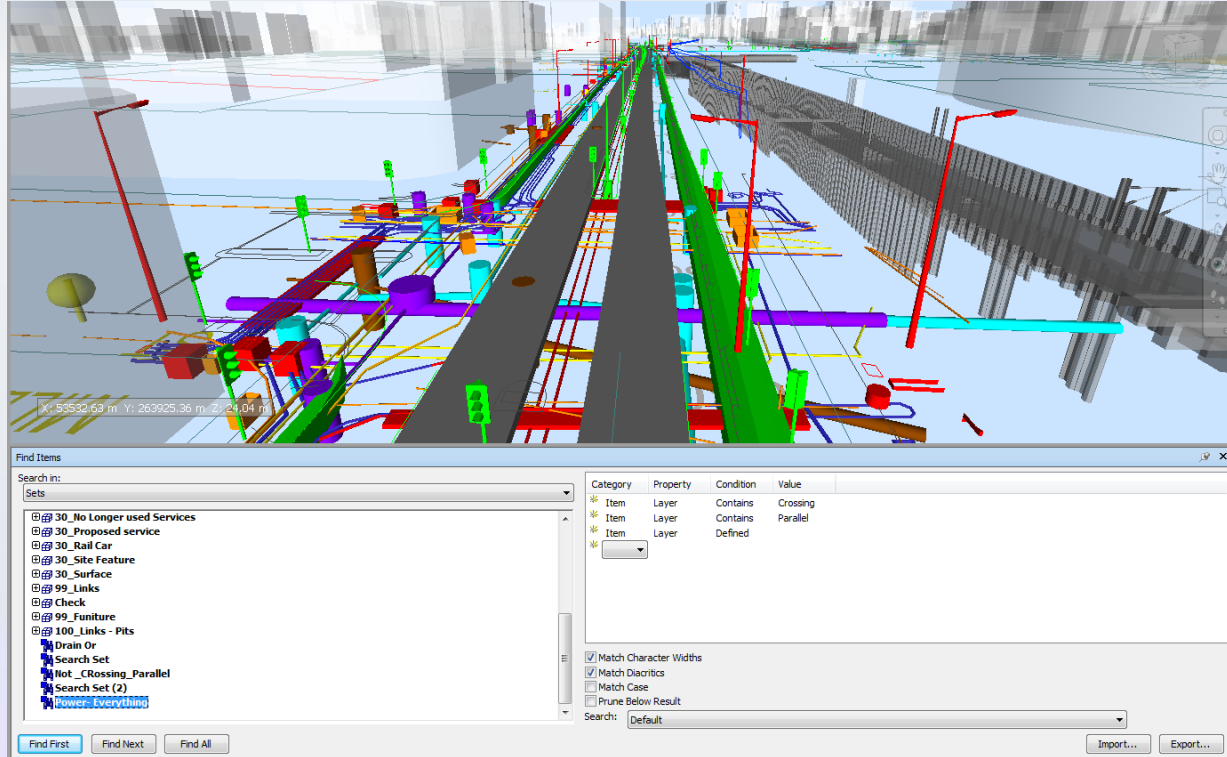 X: 53532.63 m Y: 263925.36 m Z: 24.04 m
Find Items
Search in:
Sets
30_No Longer used Services
30_Proposed service
30_Rail Car
30_Site Feature
30_Surface
99_Links
Check
99_Funiture
100_Links - Pits
Drain Or
Search Set
Not _CRossing_Parallel
Search Set (2)
Power- Everything
Find First Find Next Find All
Category Property Condition Value
Item Layer Contains Crossing
Item Layer Contains Parallel
Item Layer Defined
Match Character Widths
Match Diacritics
Match Case
Prune Below Result
Search: Default
Import... Export...